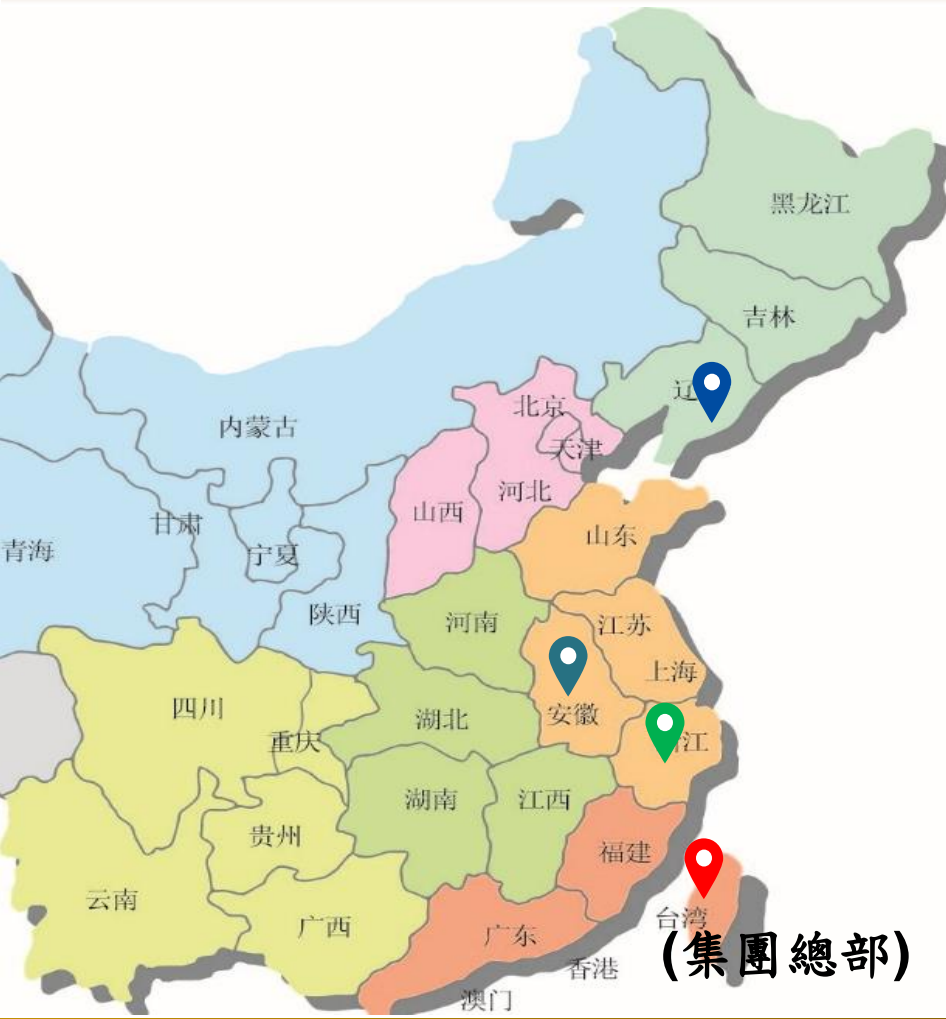 黑龙江
吉林
辽
北京
内蒙古
天津
河北
山西
甘肃
山东
青海
宁夏
陕西
河南
江苏
上海
四川
安徽
湖北
重庆
江
湖南
江西
贵州
福建
云南
台湾
广西
广东
(集團總部)
香港
澳门